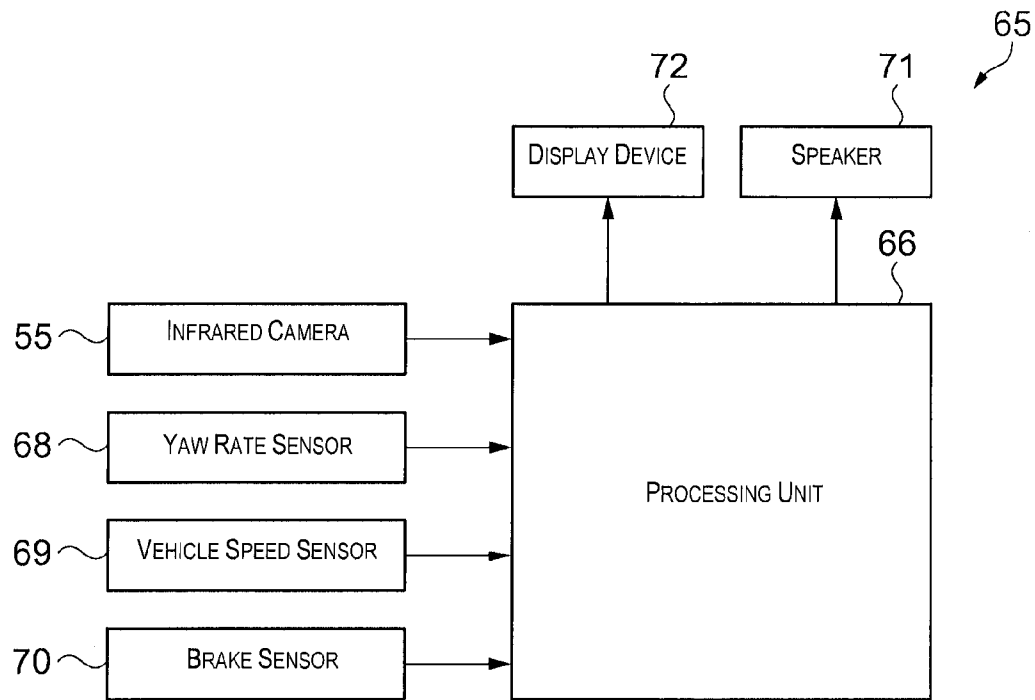 65
72
71
DISPLAY DEVICE
SPEAKER
66
55
INFRARED CAMERA
68
YAW RATE SENSOR
PROCESSING UNIT
69
VEHICLE SPEED SENSOR
70
BRAKE SENSOR